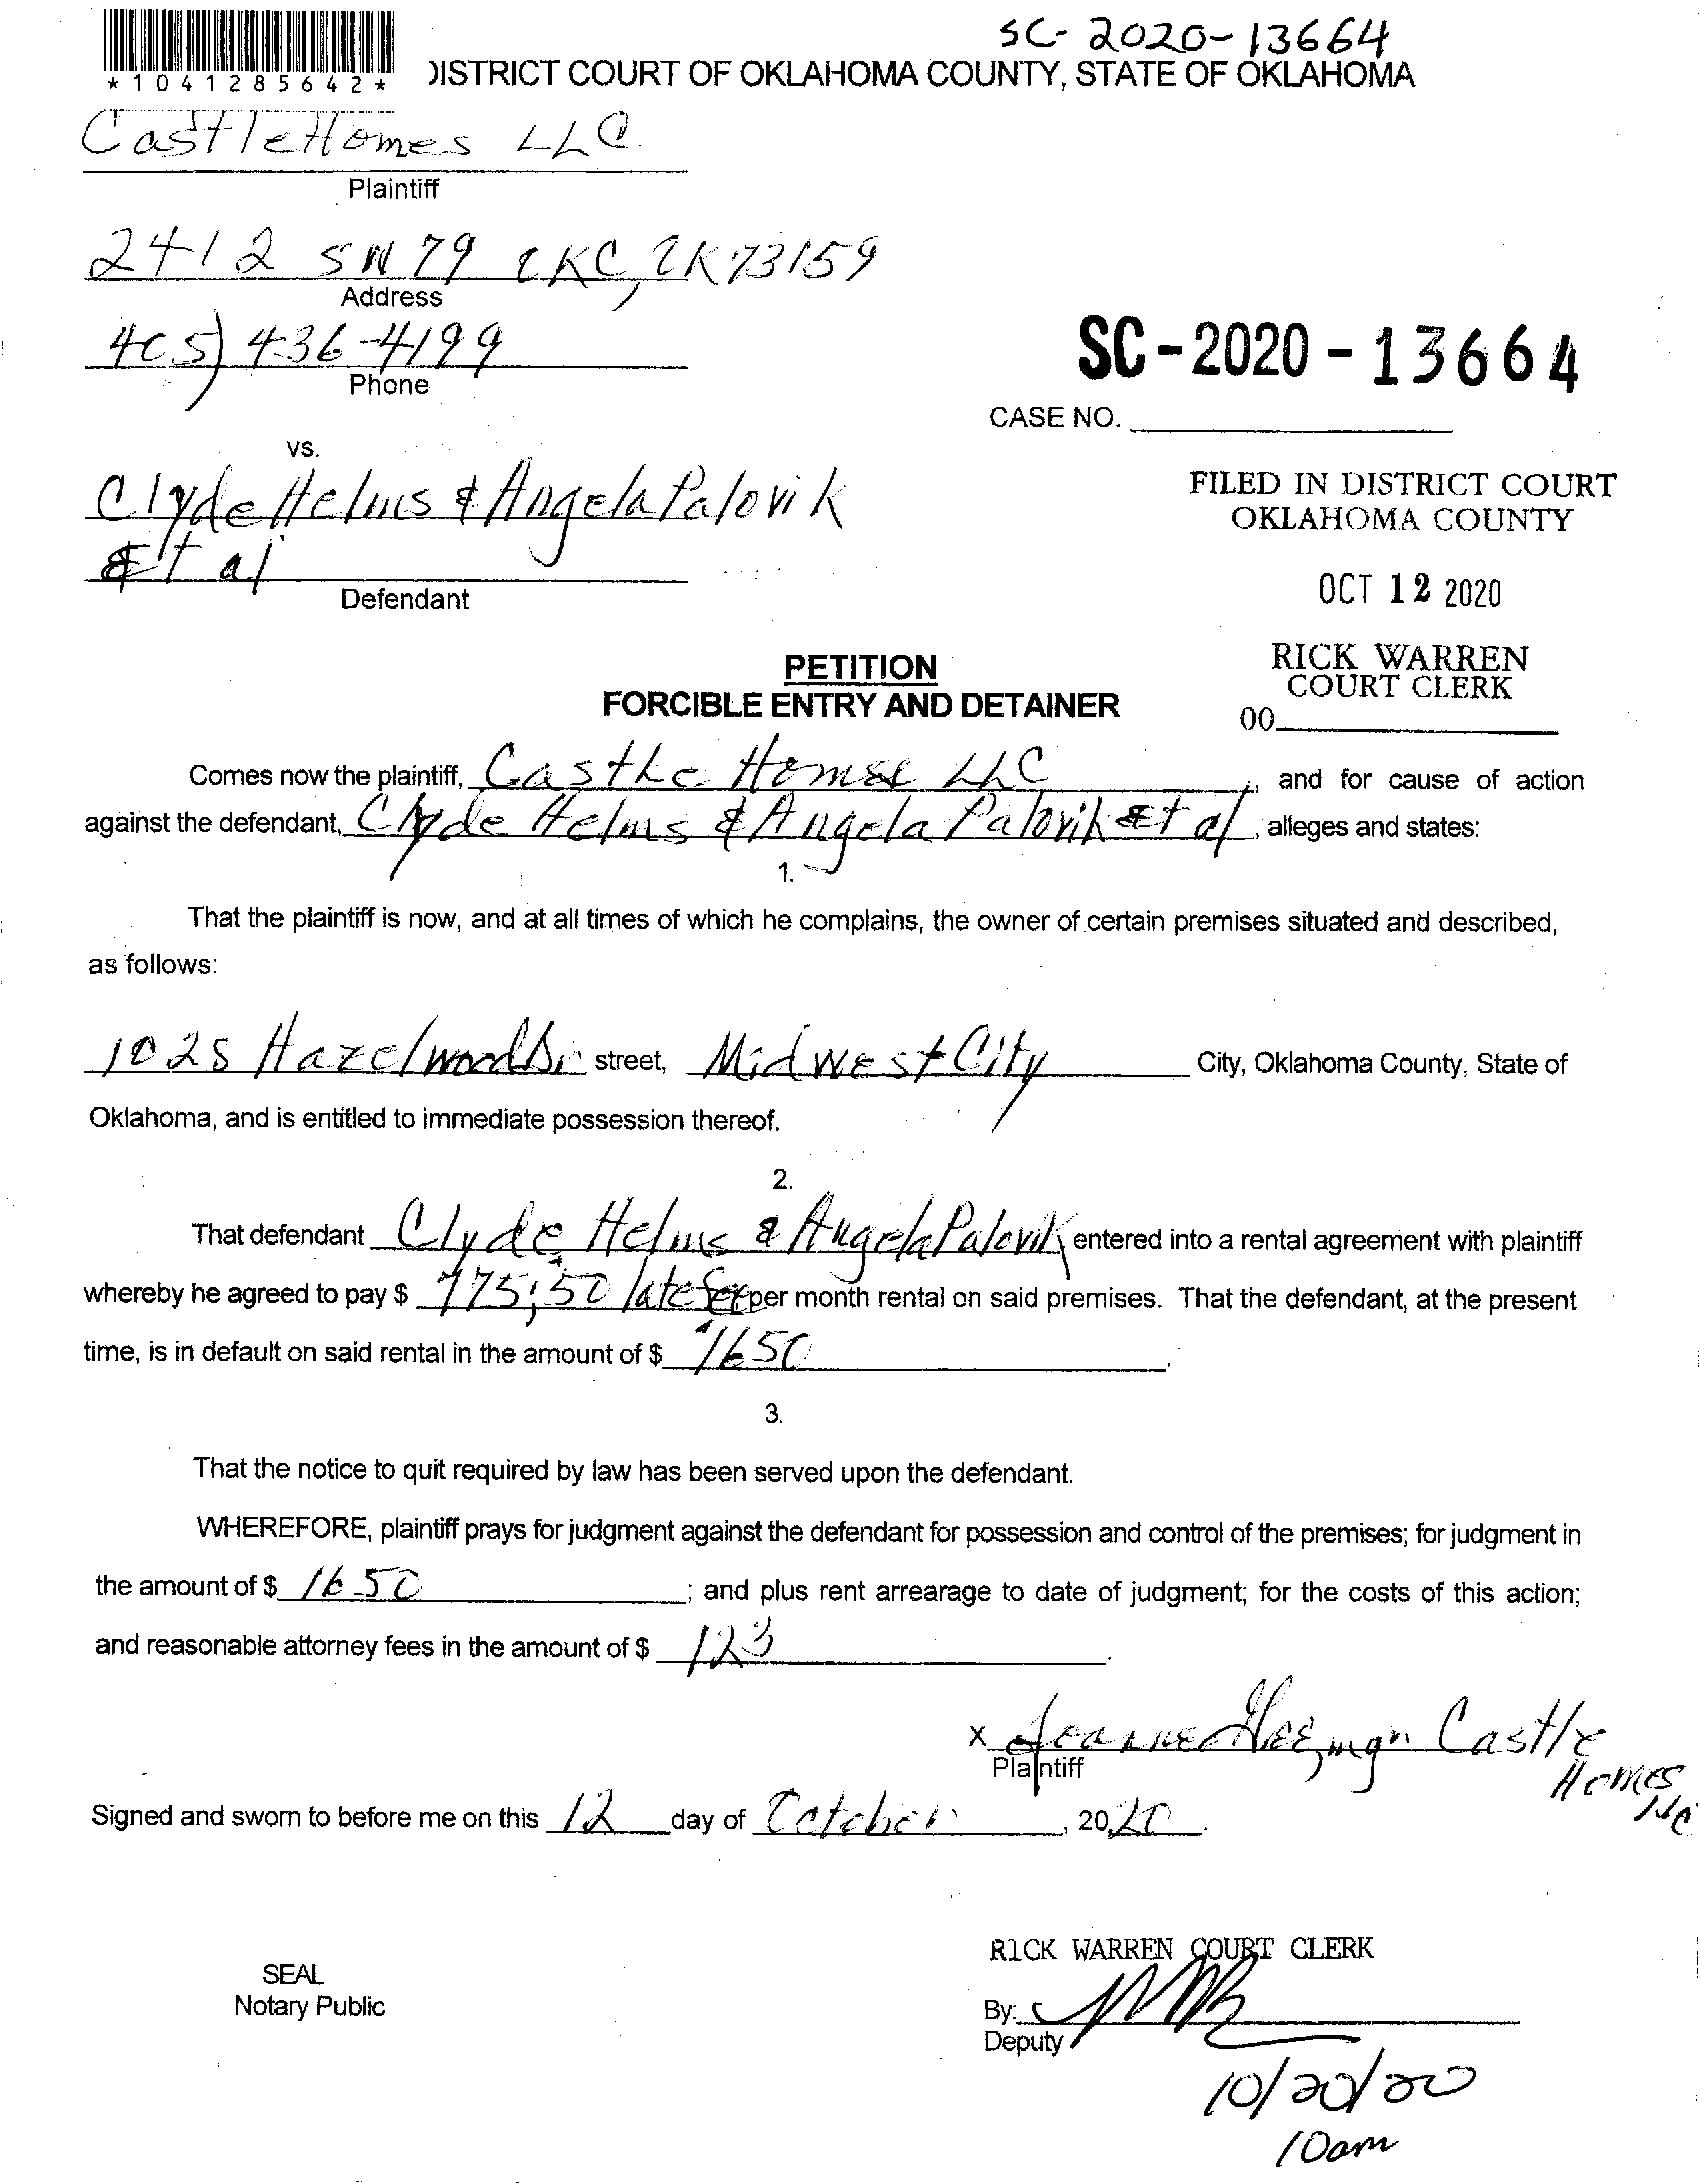 SC-2020-13664
*1041285642* DISTRICT COURT OF OKLAHOMA COUNTY, STATE OF OKLAHOMA
CastleHomes LLC
Plaintiff
2412 SW 79 OKC, OK 73159
Address
405) 436-4199
Phone
SC-2020-13664
CASE NO.
vs.
Clyde Helms & Angela Palovik
et al
Defendant
FILED IN DISTRICT COURT
OKLAHOMA COUNTY
OCT 12 2020
RICK WARREN
COURT CLERK
00
PETITION
FORCIBLE ENTRY AND DETAINER
Comes now the plaintiff, Castle Homse LLC, and for cause of action
against the defendant, Clyde Helms & Angela Palovik et al, alleges and states:
1.
That the plaintiff is now, and at all times of which he complains, the owner of certain premises situated and described,
as follows:
1025 Hazelwood Dr street, Midwest City City, Oklahoma County, State of
Oklahoma, and is entitled to immediate possession thereof.
2.
That defendant Clyde Helms & Angela Palovik entered into a rental agreement with plaintiff
whereby he agreed to pay $ 775; 50 late fee per month rental on said premises. That the defendant, at the present
time, is in default on said rental in the amount of $ 1650.
3.
That the notice to quit required by law has been served upon the defendant.
WHEREFORE, plaintiff prays for judgment against the defendant for possession and control of the premises; for judgment in
the amount of $ 1650; and plus rent arrearage to date of judgment; for the costs of this action;
and reasonable attorney fees in the amount of $ 123.
x Joanne Castle
Homes
LLC
Plaintiff
Signed and sworn to before me on this 12 day of October, 2020.
RICK WARREN COURT CLERK
SEAL
Notary Public
By:
Deputy
10/20/20
10am